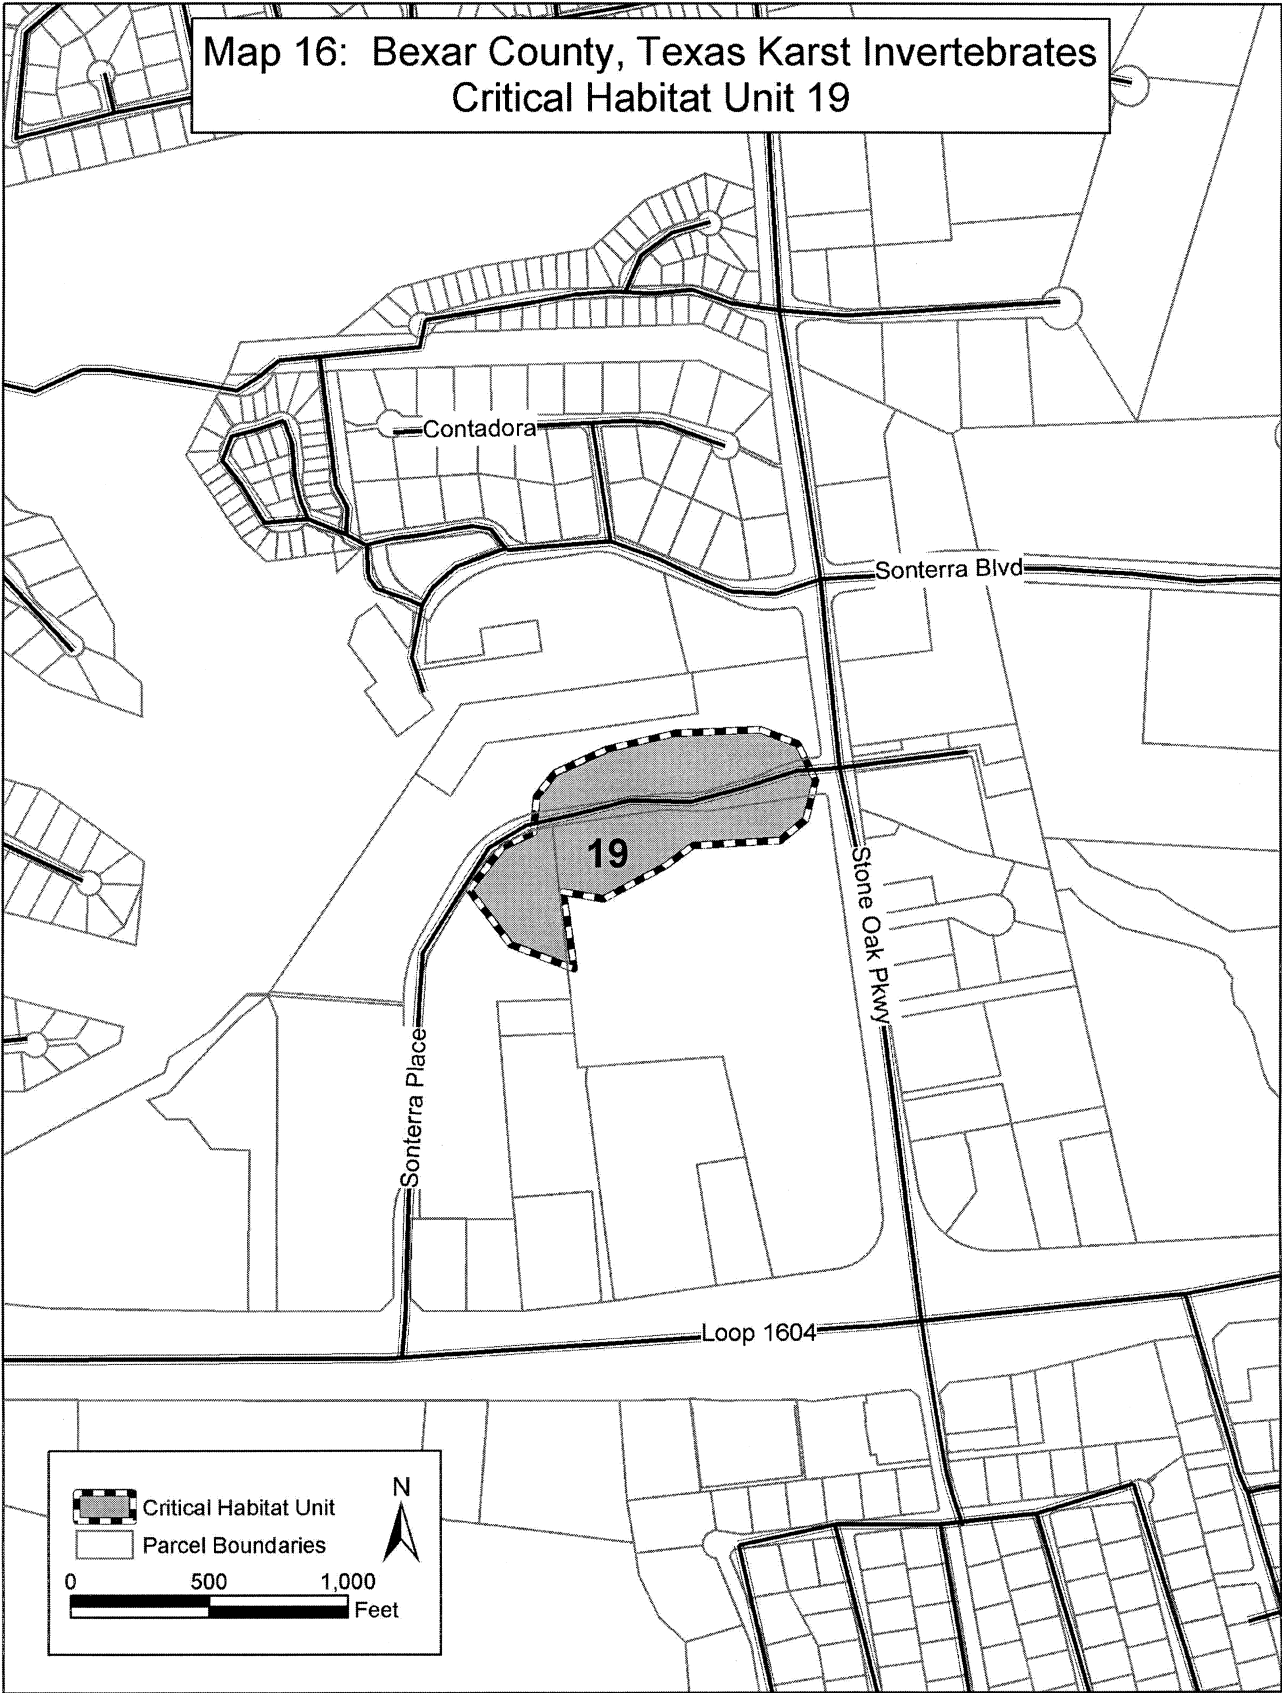 Map 16: Bexar County, Texas Karst Invertebrates
Critical Habitat Unit 19
Contadora
Sonterra Blvd
19
Stone Oak Pkwy
Sonterra Place
Loop 1604
Critical Habitat Unit
Parcel Boundaries
N
0 500 1,000
Feet